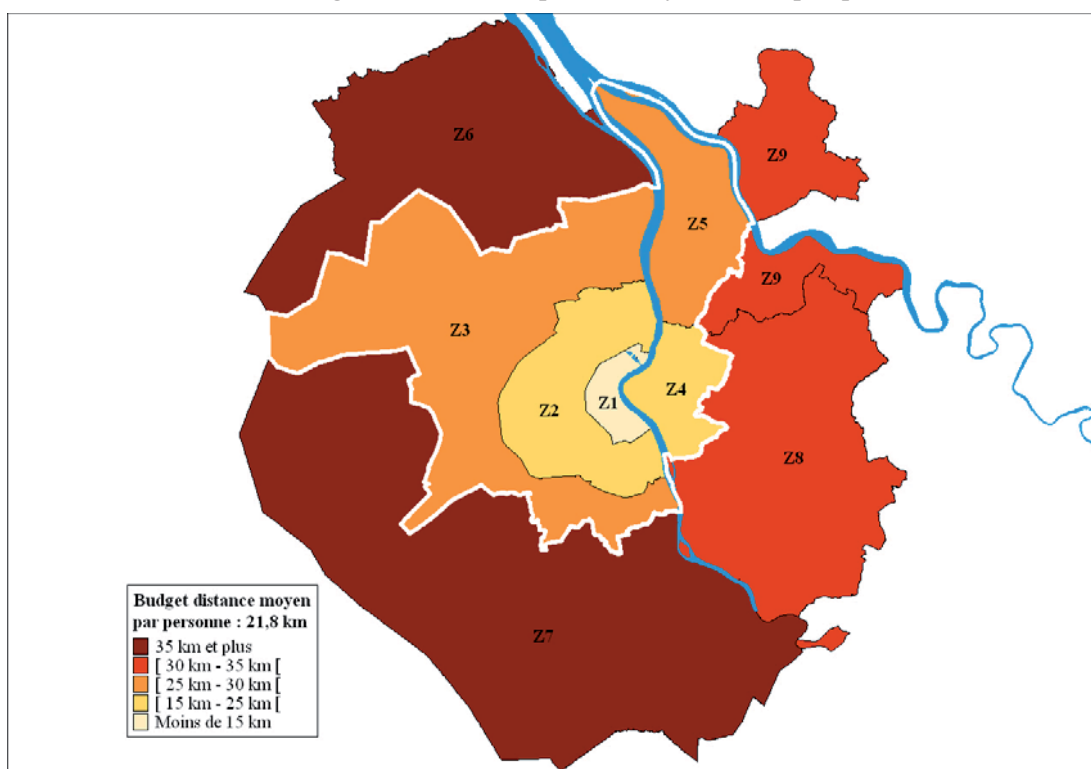 Z6
Z9
Z5
Z9
Z3
Z2
Z1
Z4
Z8
Z7
Budget distance moyen
par personne : 21,8 km
35 km et plus
[ 30 km - 35 km [
[ 25 km - 30 km [
[ 15 km - 25 km [
Moins de 15 km